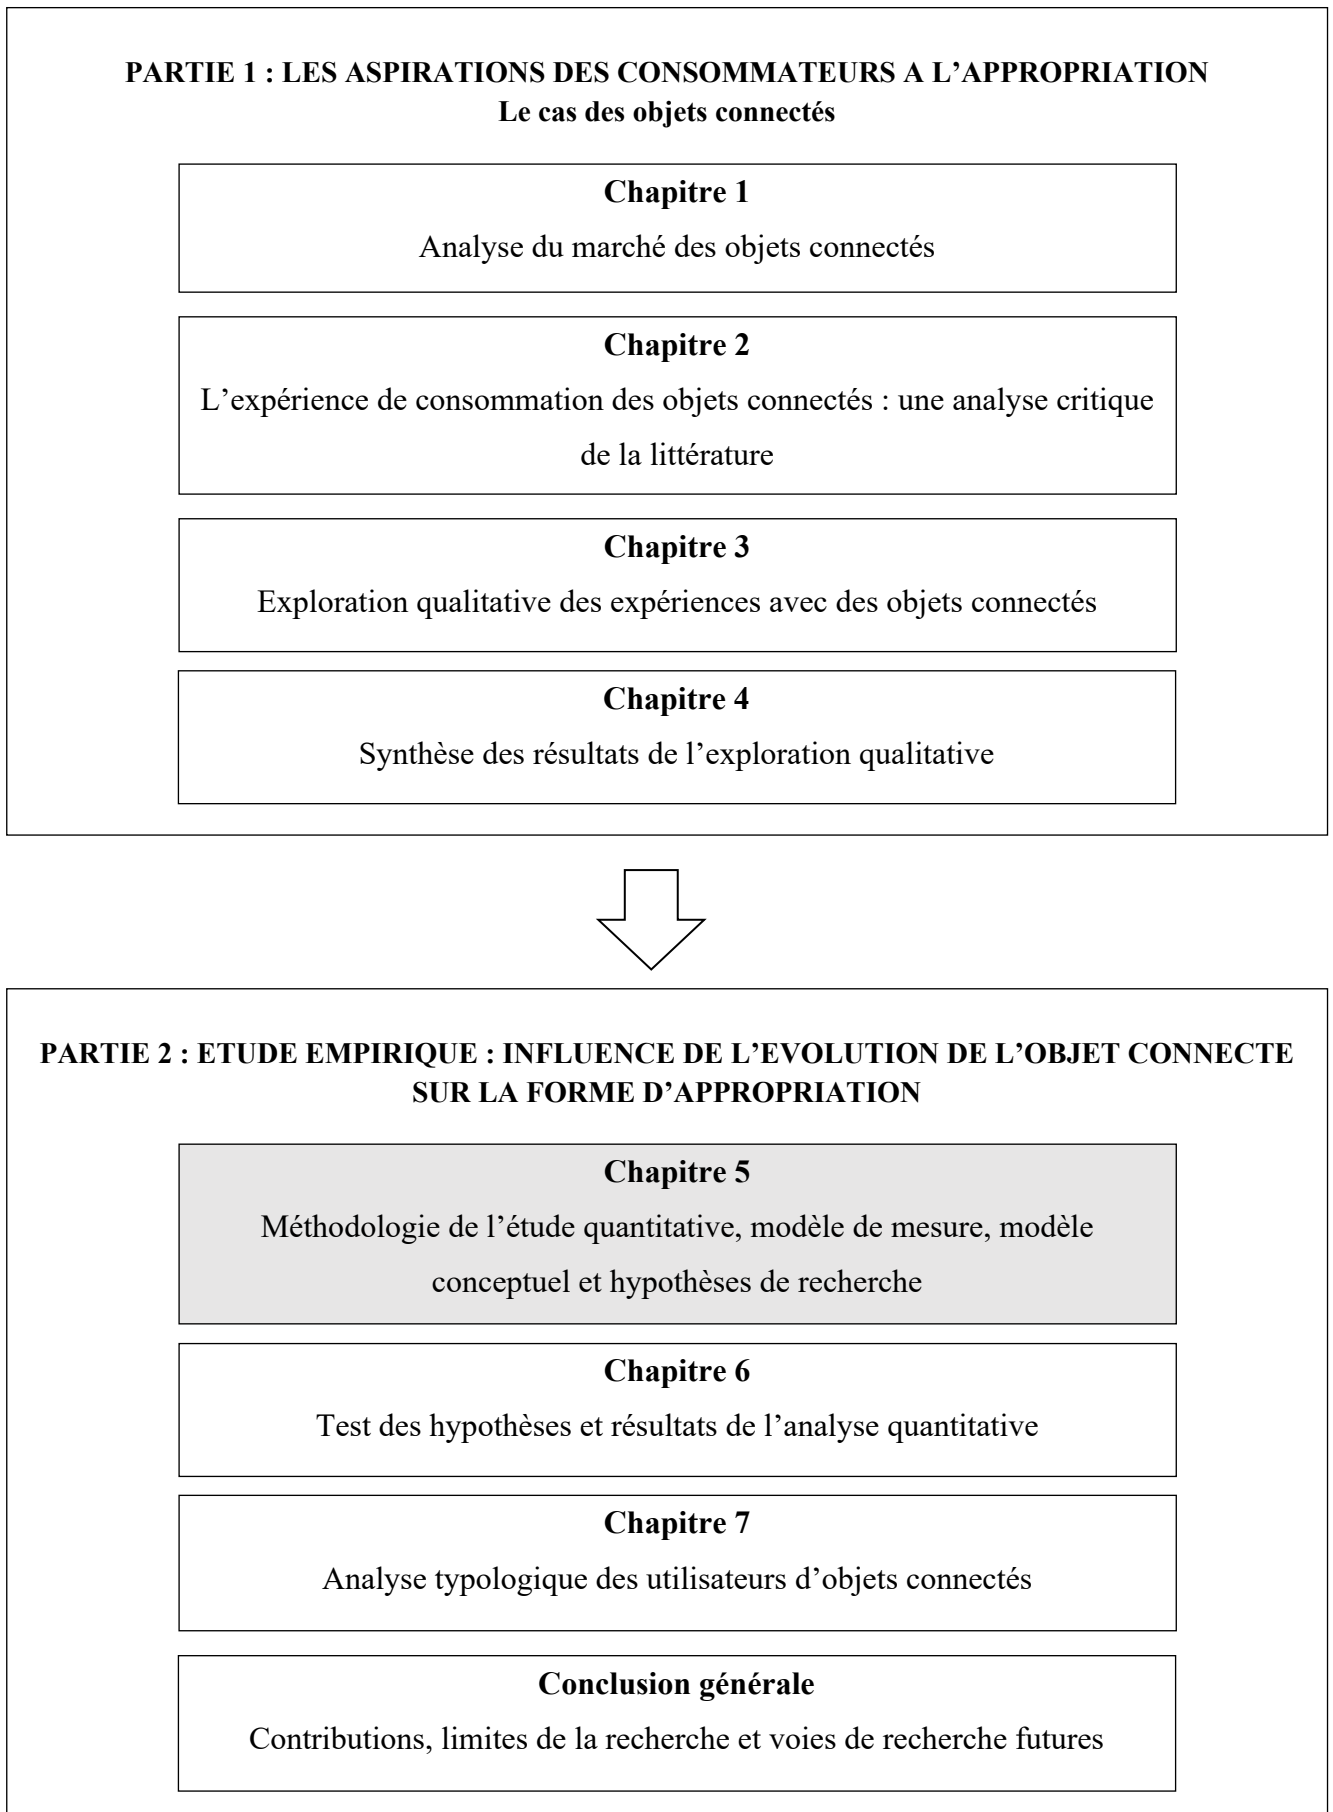 PARTIE 1 : LES ASPIRATIONS DES CONSOMMATEURS A L’APPROPRIATION
Le cas des objets connectés
Chapitre 1
Analyse du marché des objets connectés
Chapitre 2
L’expérience de consommation des objets connectés : une analyse critique
de la littérature
Chapitre 3
Exploration qualitative des expériences avec des objets connectés
Chapitre 4
Synthèse des résultats de l’exploration qualitative
PARTIE 2 : ETUDE EMPIRIQUE : INFLUENCE DE L’EVOLUTION DE L’OBJET CONNECTE
SUR LA FORME D’APPROPRIATION
Chapitre 5
Méthodologie de l’étude quantitative, modèle de mesure, modèle
conceptuel et hypothèses de recherche
Chapitre 6
Test des hypothèses et résultats de l’analyse quantitative
Chapitre 7
Analyse typologique des utilisateurs d’objets connectés
Conclusion générale
Contributions, limites de la recherche et voies de recherche futures